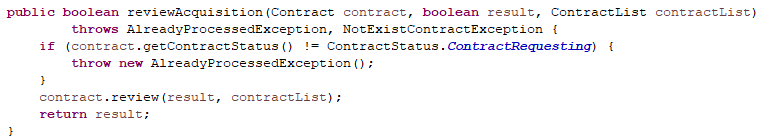 public boolean reviewAcquisition(Contract contract, boolean result, ContractList contractList)
        throws AlreadyProcessedException, NotExistContractException {
    if (contract.getContractStatus() != ContractStatus.ContractRequesting) {
        throw new AlreadyProcessedException();
    }
    contract.review(result, contractList);
    return result;
}